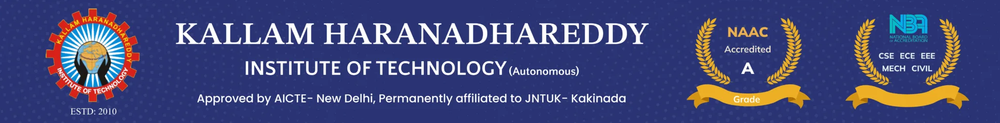 KALLAM HARANADHAREDDY
INSTITUTE OF TECHNOLOGY
ESTD: 2010
KALLAM HARANADHAREDDY
INSTITUTE OF TECHNOLOGY (Autonomous)
Approved by AICTE- New Delhi, Permanently affiliated to JNTUK- Kakinada
NAAC
Accredited
A
Grade
NBA
NATIONAL BOARD
OF ACCREDITATION
CSE ECE EEE
MECH CIVIL